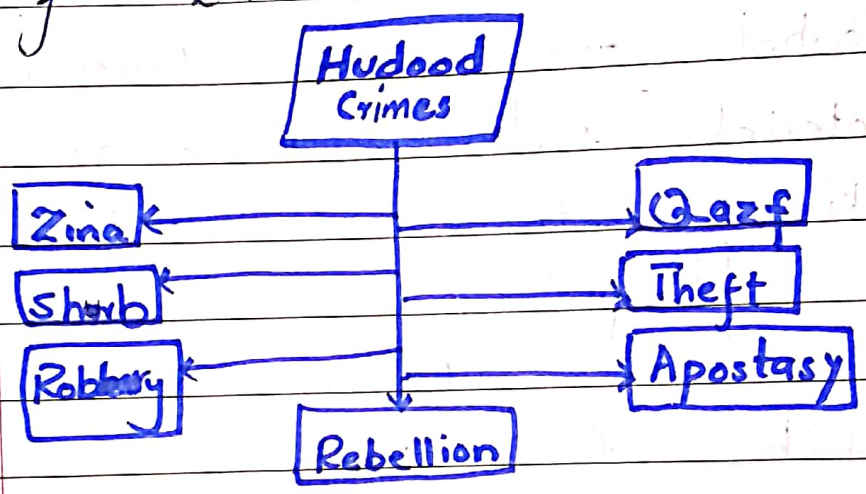 Hudood
Crimes
Zina
Qazf
Shurb
Theft
Robbery
Apostasy
Rebellion